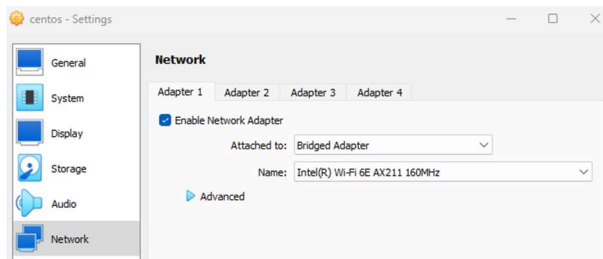 centos - Settings
General
System
Display
Storage
Audio
Network
Network
Adapter 1 Adapter 2 Adapter 3 Adapter 4
Enable Network Adapter
Attached to: Bridged Adapter
Name: Intel(R) Wi-Fi 6E AX211 160MHz
Advanced